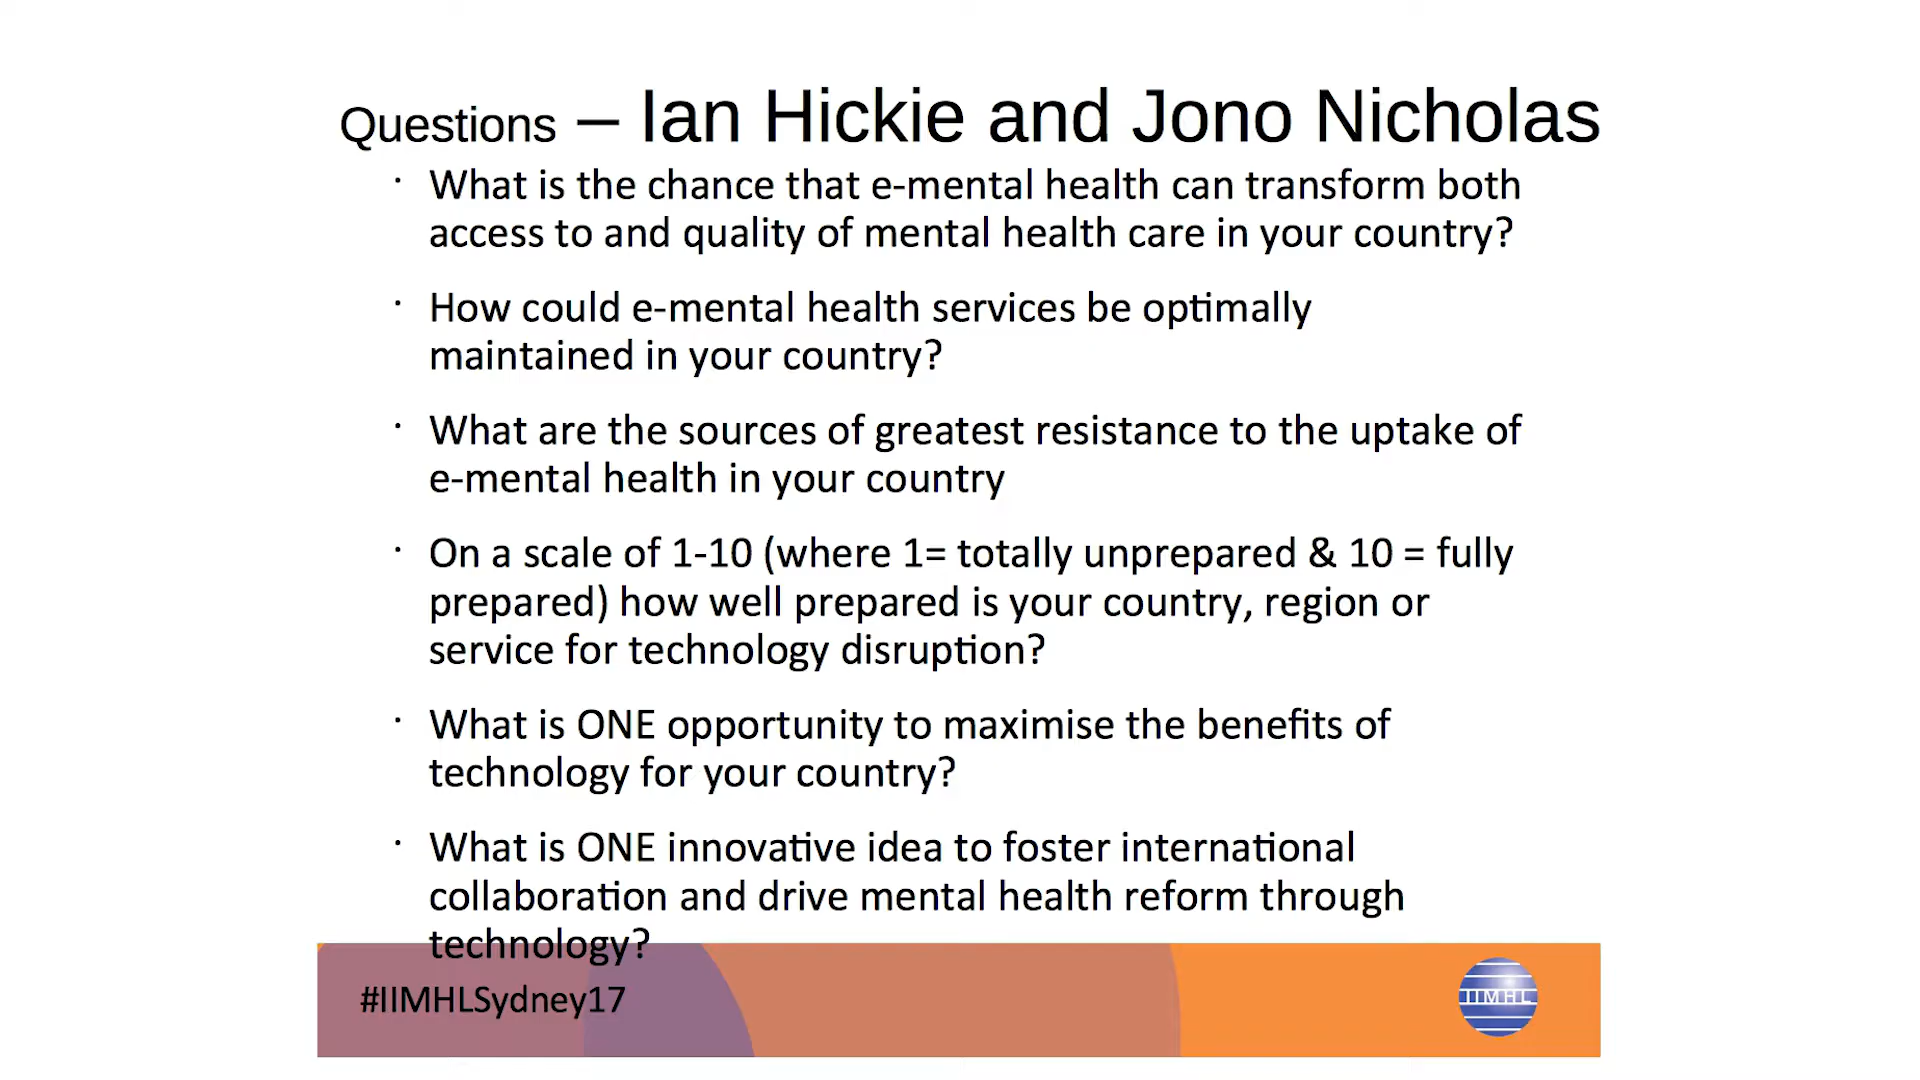 Questions – Ian Hickie and Jono Nicholas
· What is the chance that e-mental health can transform both
access to and quality of mental health care in your country?
· How could e-mental health services be optimally
maintained in your country?
· What are the sources of greatest resistance to the uptake of
e-mental health in your country
· On a scale of 1-10 (where 1= totally unprepared & 10 = fully
prepared) how well prepared is your country, region or
service for technology disruption?
· What is ONE opportunity to maximise the benefits of
technology for your country?
· What is ONE innovative idea to foster international
collaboration and drive mental health reform through
technology?
#IIMHLSydney17
IIMHL